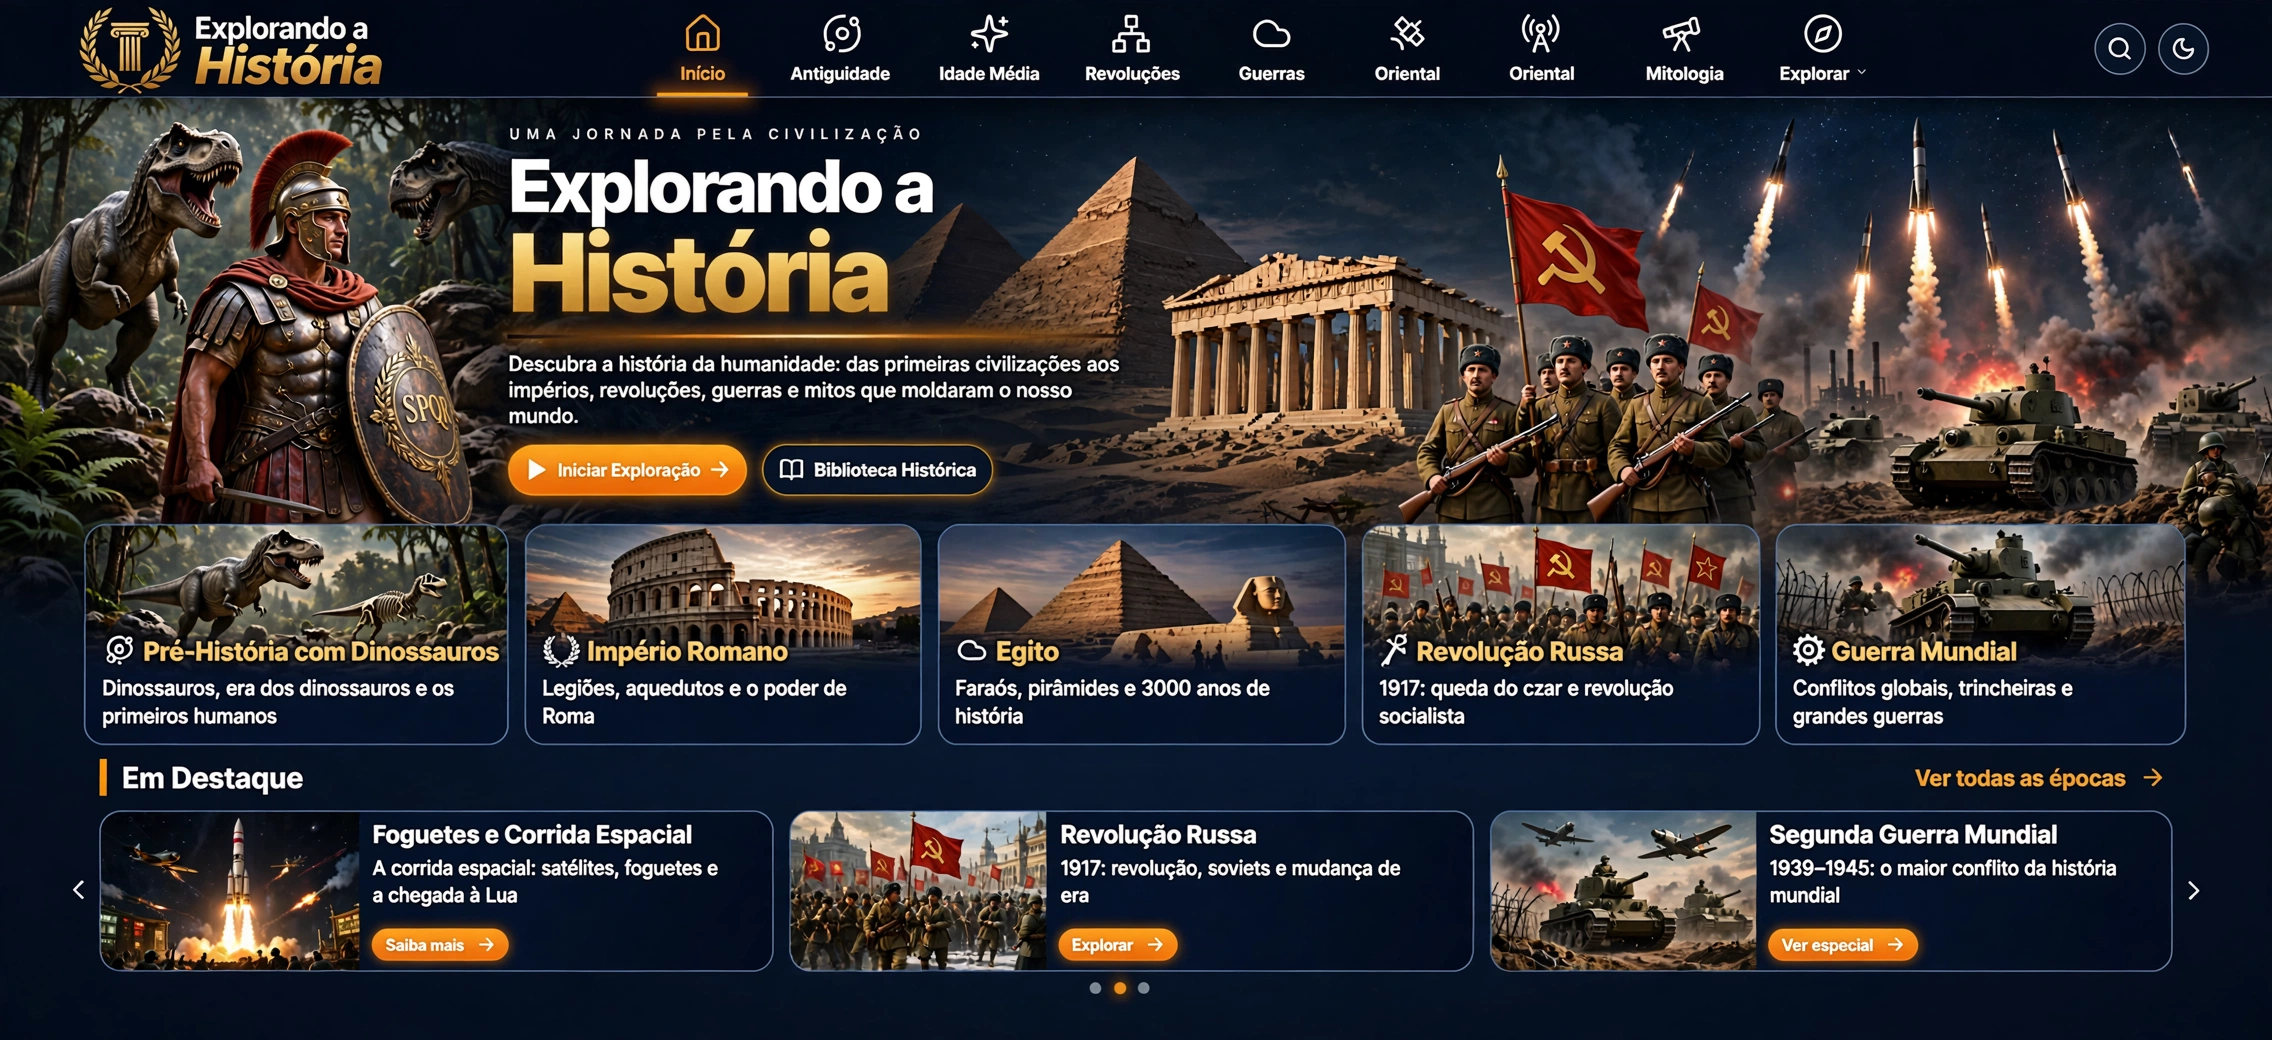 Explorando a
História
Início
Antiguidade
Idade Média
Revoluções
Guerras
Oriental
Oriental
Mitologia
Explorar
UMA JORNADA PELA CIVILIZAÇÃO
Explorando a
História
Descubra a história da humanidade: das primeiras civilizações aos
impérios, revoluções, guerras e mitos que moldaram o nosso
mundo.
Iniciar Exploração
Biblioteca Histórica
SPQR
Pré-História com Dinossauros
Dinossauros, era dos dinossauros e os
primeiros humanos
Império Romano
Legiões, aquedutos e o poder de
Roma
Egito
Faraós, pirâmides e 3000 anos de
história
Revolução Russa
1917: queda do czar e revolução
socialista
Guerra Mundial
Conflitos globais, trincheiras e
grandes guerras
Em Destaque
Ver todas as épocas
Foguetes e Corrida Espacial
A corrida espacial: satélites, foguetes e
a chegada à Lua
Saiba mais
Revolução Russa
1917: revolução, soviets e mudança de
era
Explorar
Segunda Guerra Mundial
1939–1945: o maior conflito da história
mundial
Ver especial